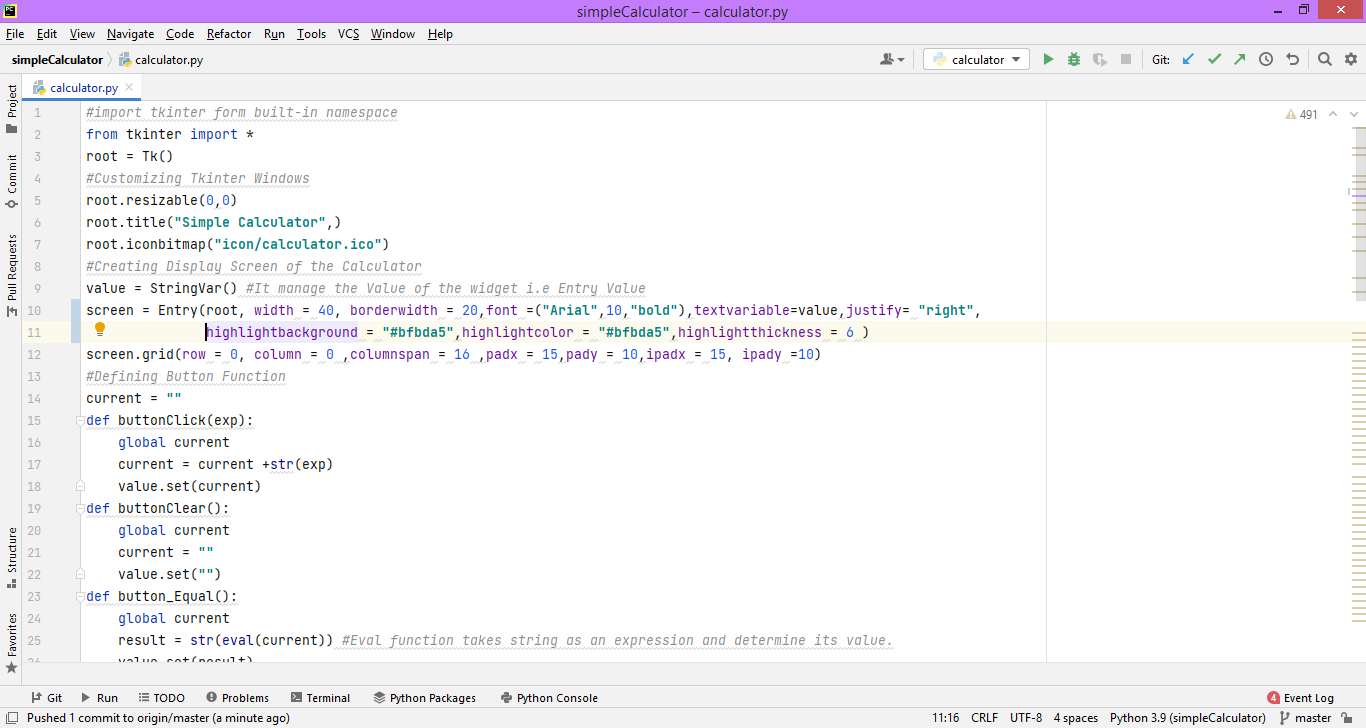 simpleCalculator – calculator.py
File Edit View Navigate Code Refactor Run Tools VCS Window Help
simpleCalculator calculator.py calculator Git:
calculator.py
Project
Commit
Pull Requests
Structure
Favorites
491
1 #import tkinter form built-in namespace
2 from tkinter import *
3 root = Tk()
4 #Customizing Tkinter Windows
5 root.resizable(0,0)
6 root.title("Simple Calculator",)
7 root.iconbitmap("icon/calculator.ico")
8 #Creating Display Screen of the Calculator
9 value = StringVar() #It manage the Value of the widget i.e Entry Value
10 screen = Entry(root, width = 40, borderwidth = 20,font =("Arial",10,"bold"),textvariable=value,justify= "right",
11 highlightbackground = "#bfbda5",highlightcolor = "#bfbda5",highlightthickness = 6 )
12 screen.grid(row = 0, column = 0 ,columnspan = 16 ,padx = 15,pady = 10,ipadx = 15, ipady =10)
13 #Defining Button Function
14 current = ""
15 def buttonClick(exp):
16 global current
17 current = current +str(exp)
18 value.set(current)
19 def buttonClear():
20 global current
21 current = ""
22 value.set("")
23 def button_Equal():
24 global current
25 result = str(eval(current)) #Eval function takes string as an expression and determine its value.
26 value.set(result)
Git Run TODO Problems Terminal Python Packages Python Console 4 Event Log
Pushed 1 commit to origin/master (a minute ago) 11:16 CRLF UTF-8 4 spaces Python 3.9 (simpleCalculator) master